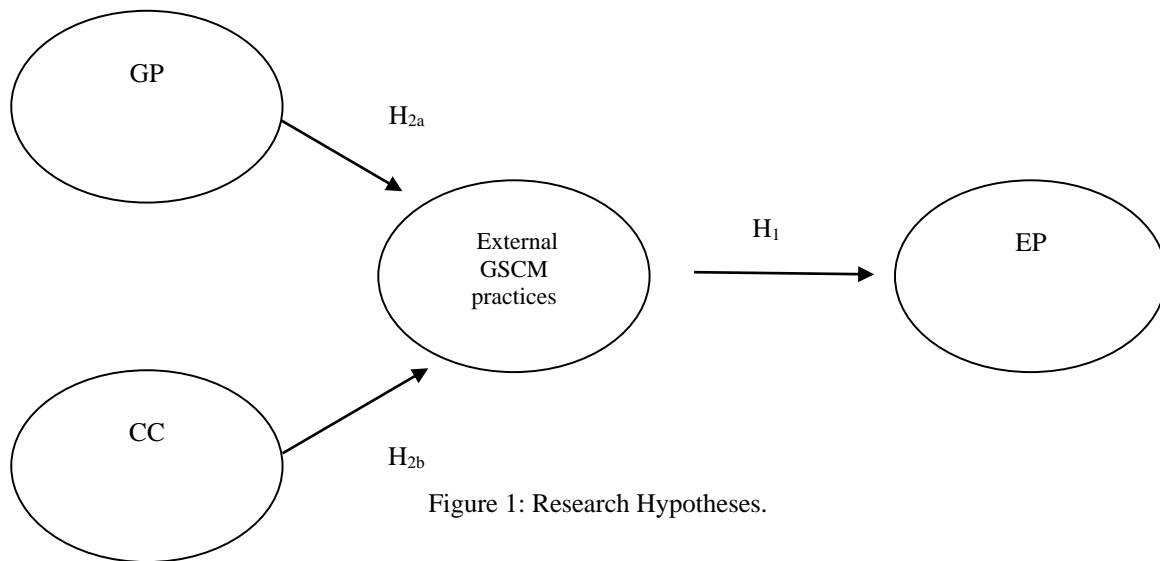 GP
H2a
External
GSCM
practices
H1
EP
CC
H2b
Figure 1: Research Hypotheses.